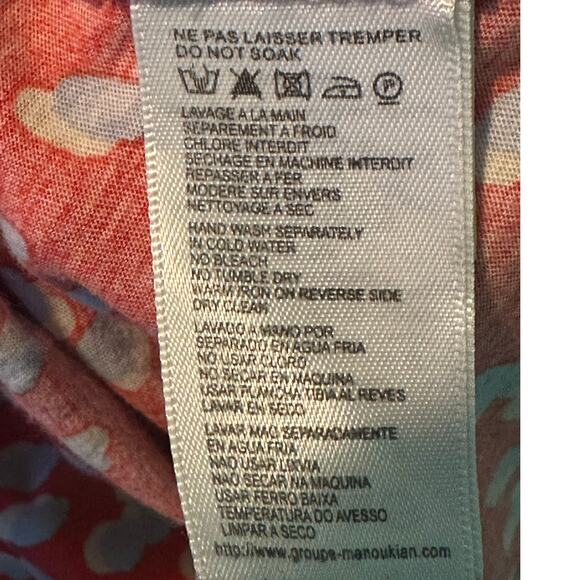 NE PAS LAISSER TREMPER
DO NOT SOAK
P
LAVAGE A LA MAIN
SEPAREMENT A FROID
CHLORE INTERDIT
SECHAGE EN MACHINE INTERDIT
REPASSER A FER
MODERE SUR ENVERS
NETTOYAGE A SEC
HAND WASH SEPARATELY
IN COLD WATER
NO BLEACH
NO TUMBLE DRY
WARM IRON ON REVERSE SIDE
DRY CLEAN
LAVADO A MANO POR
SEPARADO EN AGUA FRIA
NO USAR CLORO
NO SECAR EN MAQUINA
USAR PLANCHA TIBIA AL REVES
LAVAR EN SECO
LAVAR MAO SEPARADAMENTE
EN AGUA FRIA
NAO USAR LIXIVIA
NAO SECAR NA MAQUINA
USAR FERRO BAIXA
TEMPERATURA DO AVESSO
LIMPAR A SECO
http://www.groupe-manoukian.com